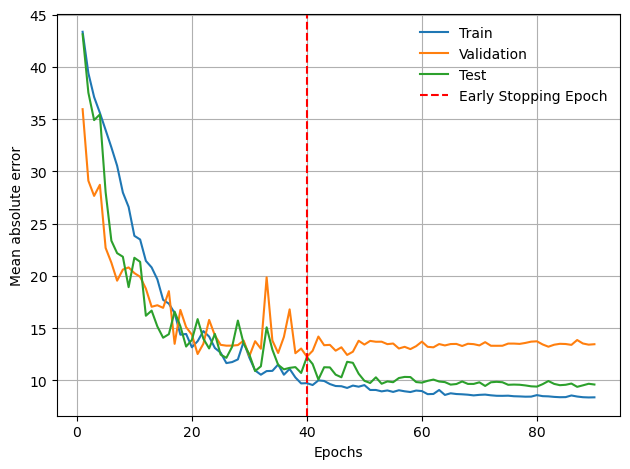 45
40
35
30
25
20
15
10
Mean absolute error
0
20
40
60
80
Epochs
Train
Validation
Test
Early Stopping Epoch